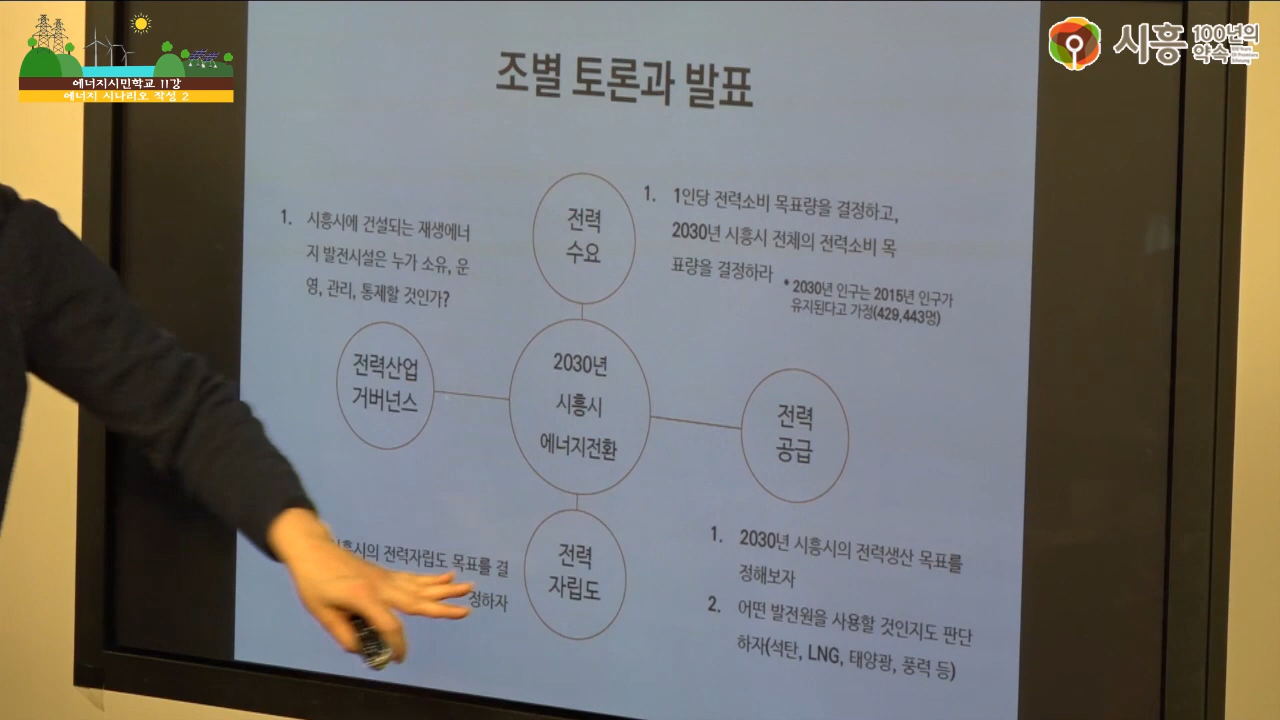 에너지시민학교 11강
에너지 시나리오 작성 2
시흥 100년의
약속
조별 토론과 발표
1. 시흥시에 건설되는 재생에너
지 발전시설은 누가 소유, 운
영, 관리, 통제할 것인가?
전력
수요
1. 1인당 전력소비 목표량을 결정하고,
2030년 시흥시 전체의 전력소비 목
표량을 결정하라
* 2030년 인구는 2015년 인구가
유지된다고 가정(429,443명)
전력산업
거버넌스
2030년
시흥시
에너지전환
전력
공급
시흥시의 전력자립도 목표를 결
정하자
전력
자립도
1. 2030년 시흥시의 전력생산 목표를
정해보자
2. 어떤 발전원을 사용할 것인지도 판단
하자(석탄, LNG, 태양광, 풍력 등)